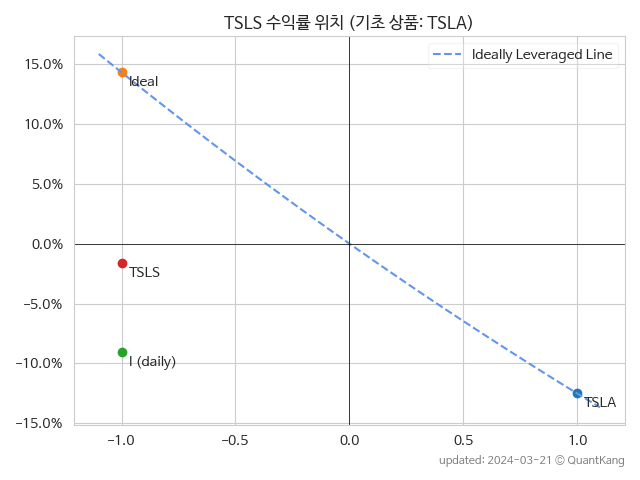 TSLS 수익률 위치 (기초 상품: TSLA)
Ideally Leveraged Line
15.0%
Ideal
10.0%
5.0%
0.0%
TSLS
−5.0%
I (daily)
−10.0%
TSLA
−15.0%
−1.0 −0.5 0.0 0.5 1.0
updated: 2024-03-21 © QuantKang